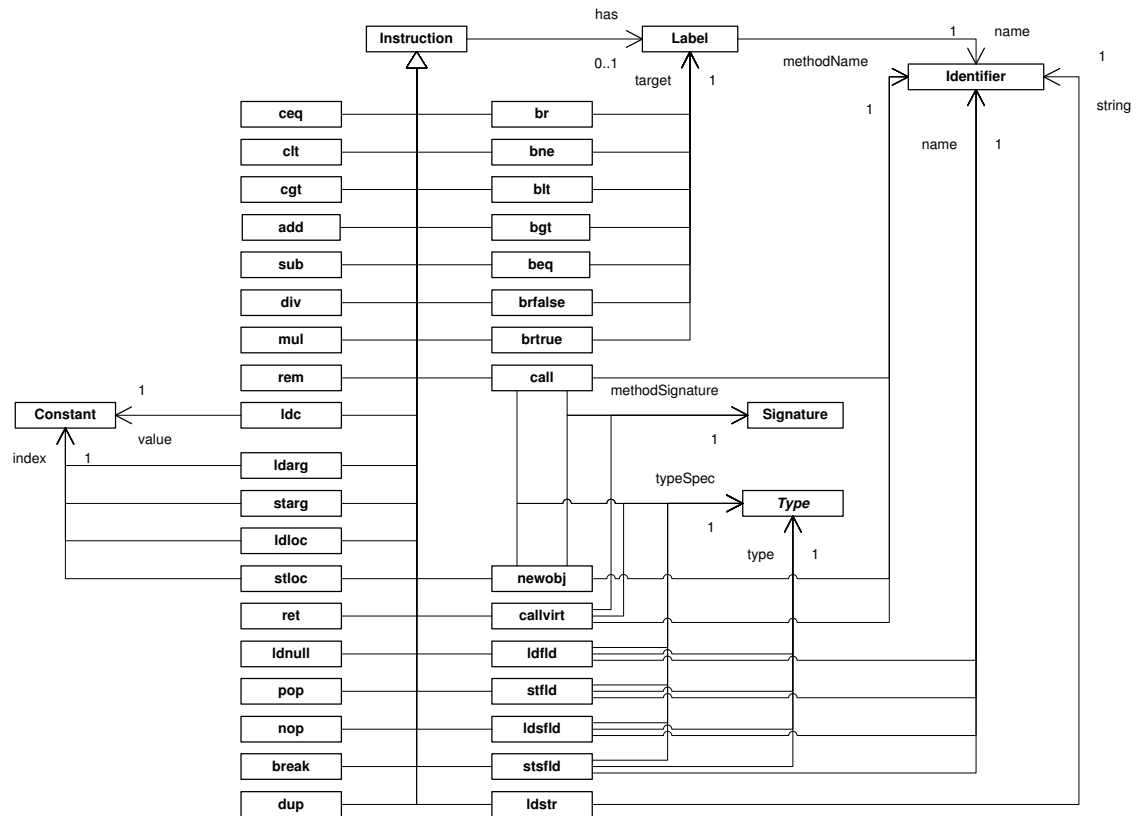 has
1
name
Instruction
Label
1
0..1
methodName
Identifier
target
1
1
string
ceq
br
clt
bne
name
1
cgt
blt
add
bgt
sub
beq
div
brfalse
mul
brtrue
rem
call
1
methodSignature
Constant
ldc
Signature
value
1
index
1
ldarg
typeSpec
starg
Type
1
ldloc
type
1
stloc
newobj
ret
callvirt
ldnull
ldfld
pop
stfld
nop
ldsfld
break
stsfld
dup
ldstr